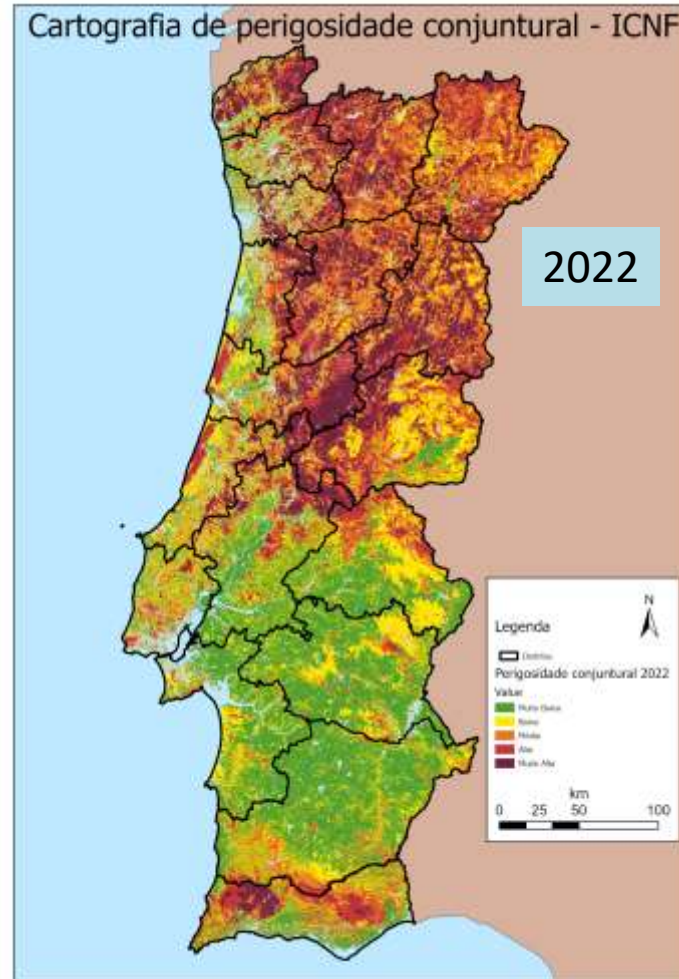 Cartografia de perigosidade conjuntural - ICNF
2022
N
Legenda
Distritos
Perigosidade conjuntural 2022
Value
Muito Baixa
Baixa
Média
Alta
Muito Alta
km
0 25 50 100